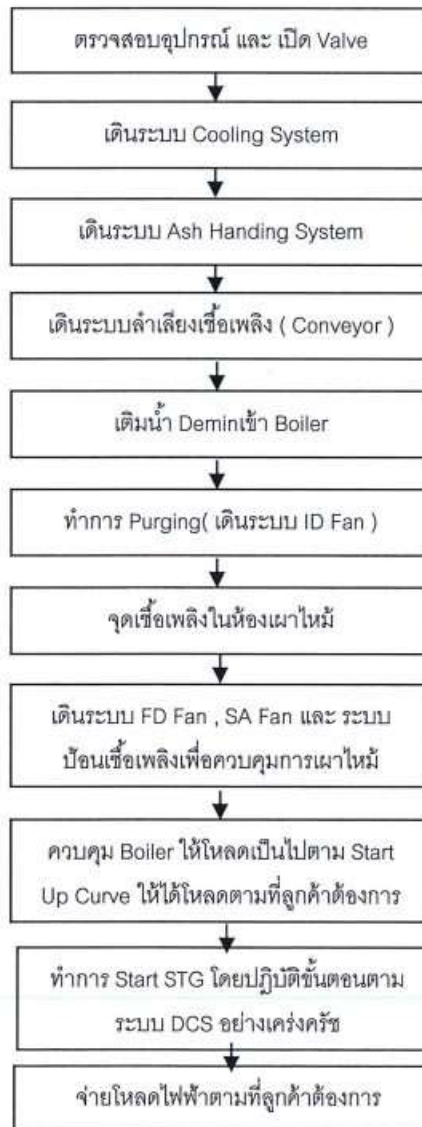 ตรวจสอบอุปกรณ์ และ เปิด Valve
เดินระบบ Cooling System
เดินระบบ Ash Handing System
เดินระบบลำเลียงเชื้อเพลิง ( Conveyor )
เติมน้ำ Deminเข้า Boiler
ทำการ Purging( เดินระบบ ID Fan )
จุดเชื้อเพลิงในห้องเผาไหม้
เดินระบบ FD Fan , SA Fan และ ระบบ
ป้อนเชื้อเพลิงเพื่อควบคุมการเผาไหม้
ควบคุม Boiler ให้โหลดเป็นไปตาม Start
Up Curve ให้ได้โหลดตามที่ลูกค้าต้องการ
ทำการ Start STG โดยปฎิบัติขั้นตอนตาม
ระบบ DCS อย่างเคร่งครัช
จ่ายโหลดไฟฟ้าตามที่ลูกค้าต้องการ